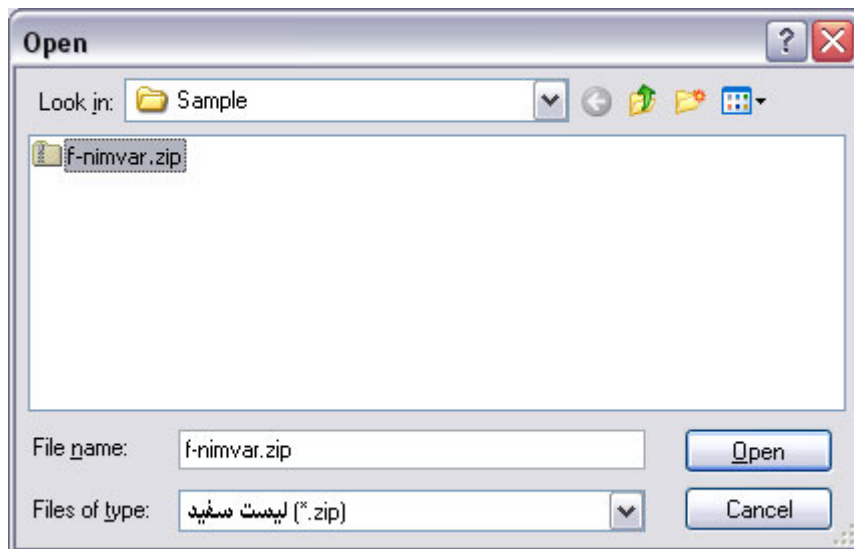 Open
Look in: Sample
f-nimvar.zip
File name: f-nimvar.zip Open
Files of type: لیست سفید (*.zip) Cancel